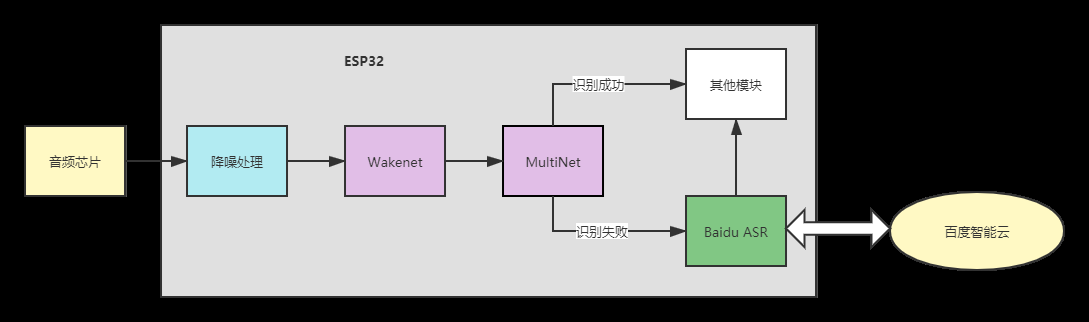 ESP32
音频芯片
降噪处理
Wakenet
MultiNet
识别成功
其他模块
识别失败
Baidu ASR
百度智能云